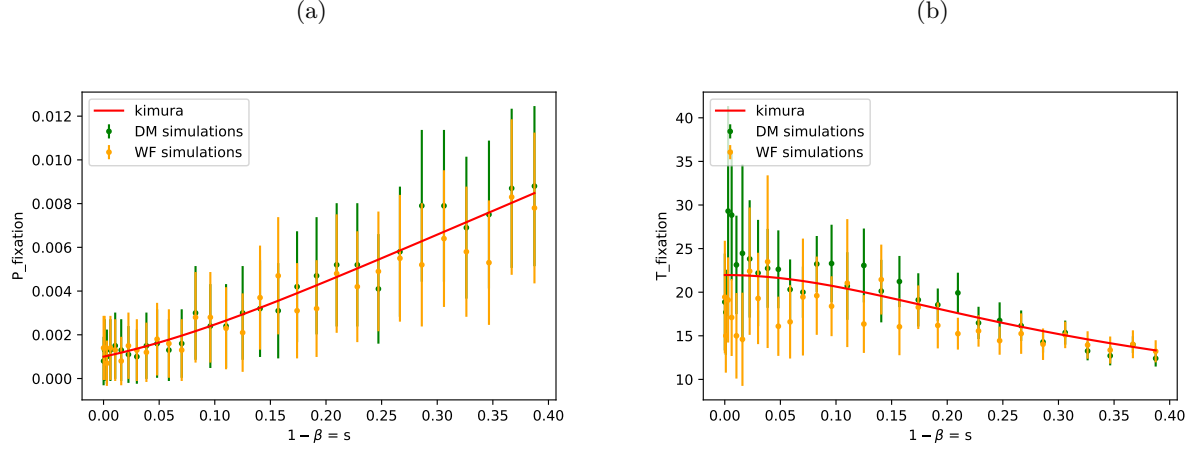 (a)
kimura
DM simulations
WF simulations
0.012
0.010
0.008
0.006
0.004
0.002
0.000
P_fixation
0.00 0.05 0.10 0.15 0.20 0.25 0.30 0.35 0.40
1 − β = s
(b)
kimura
DM simulations
WF simulations
40
35
30
25
20
15
10
T_fixation
0.00 0.05 0.10 0.15 0.20 0.25 0.30 0.35 0.40
1 − β = s